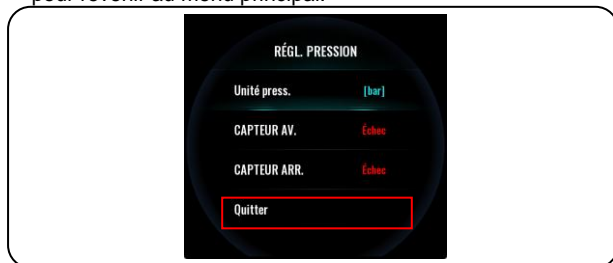 pour revenir au menu principal.
RÉGL. PRESSION
Unité press. [bar]
CAPTEUR AV. Échec
CAPTEUR ARR. Échec
Quitter